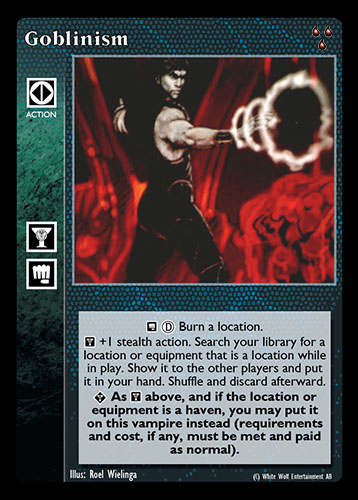 Goblinism
ACTION
D Burn a location.
+1 stealth action. Search your library for a
location or equipment that is a location while
in play. Show it to the other players and put
it in your hand. Shuffle and discard afterward.
As above, and if the location or
equipment is a haven, you may put it
on this vampire instead (requirements
and cost, if any, must be met and paid
as normal).
Illus: Roel Wielinga
(C) White Wolf Entertainment AB